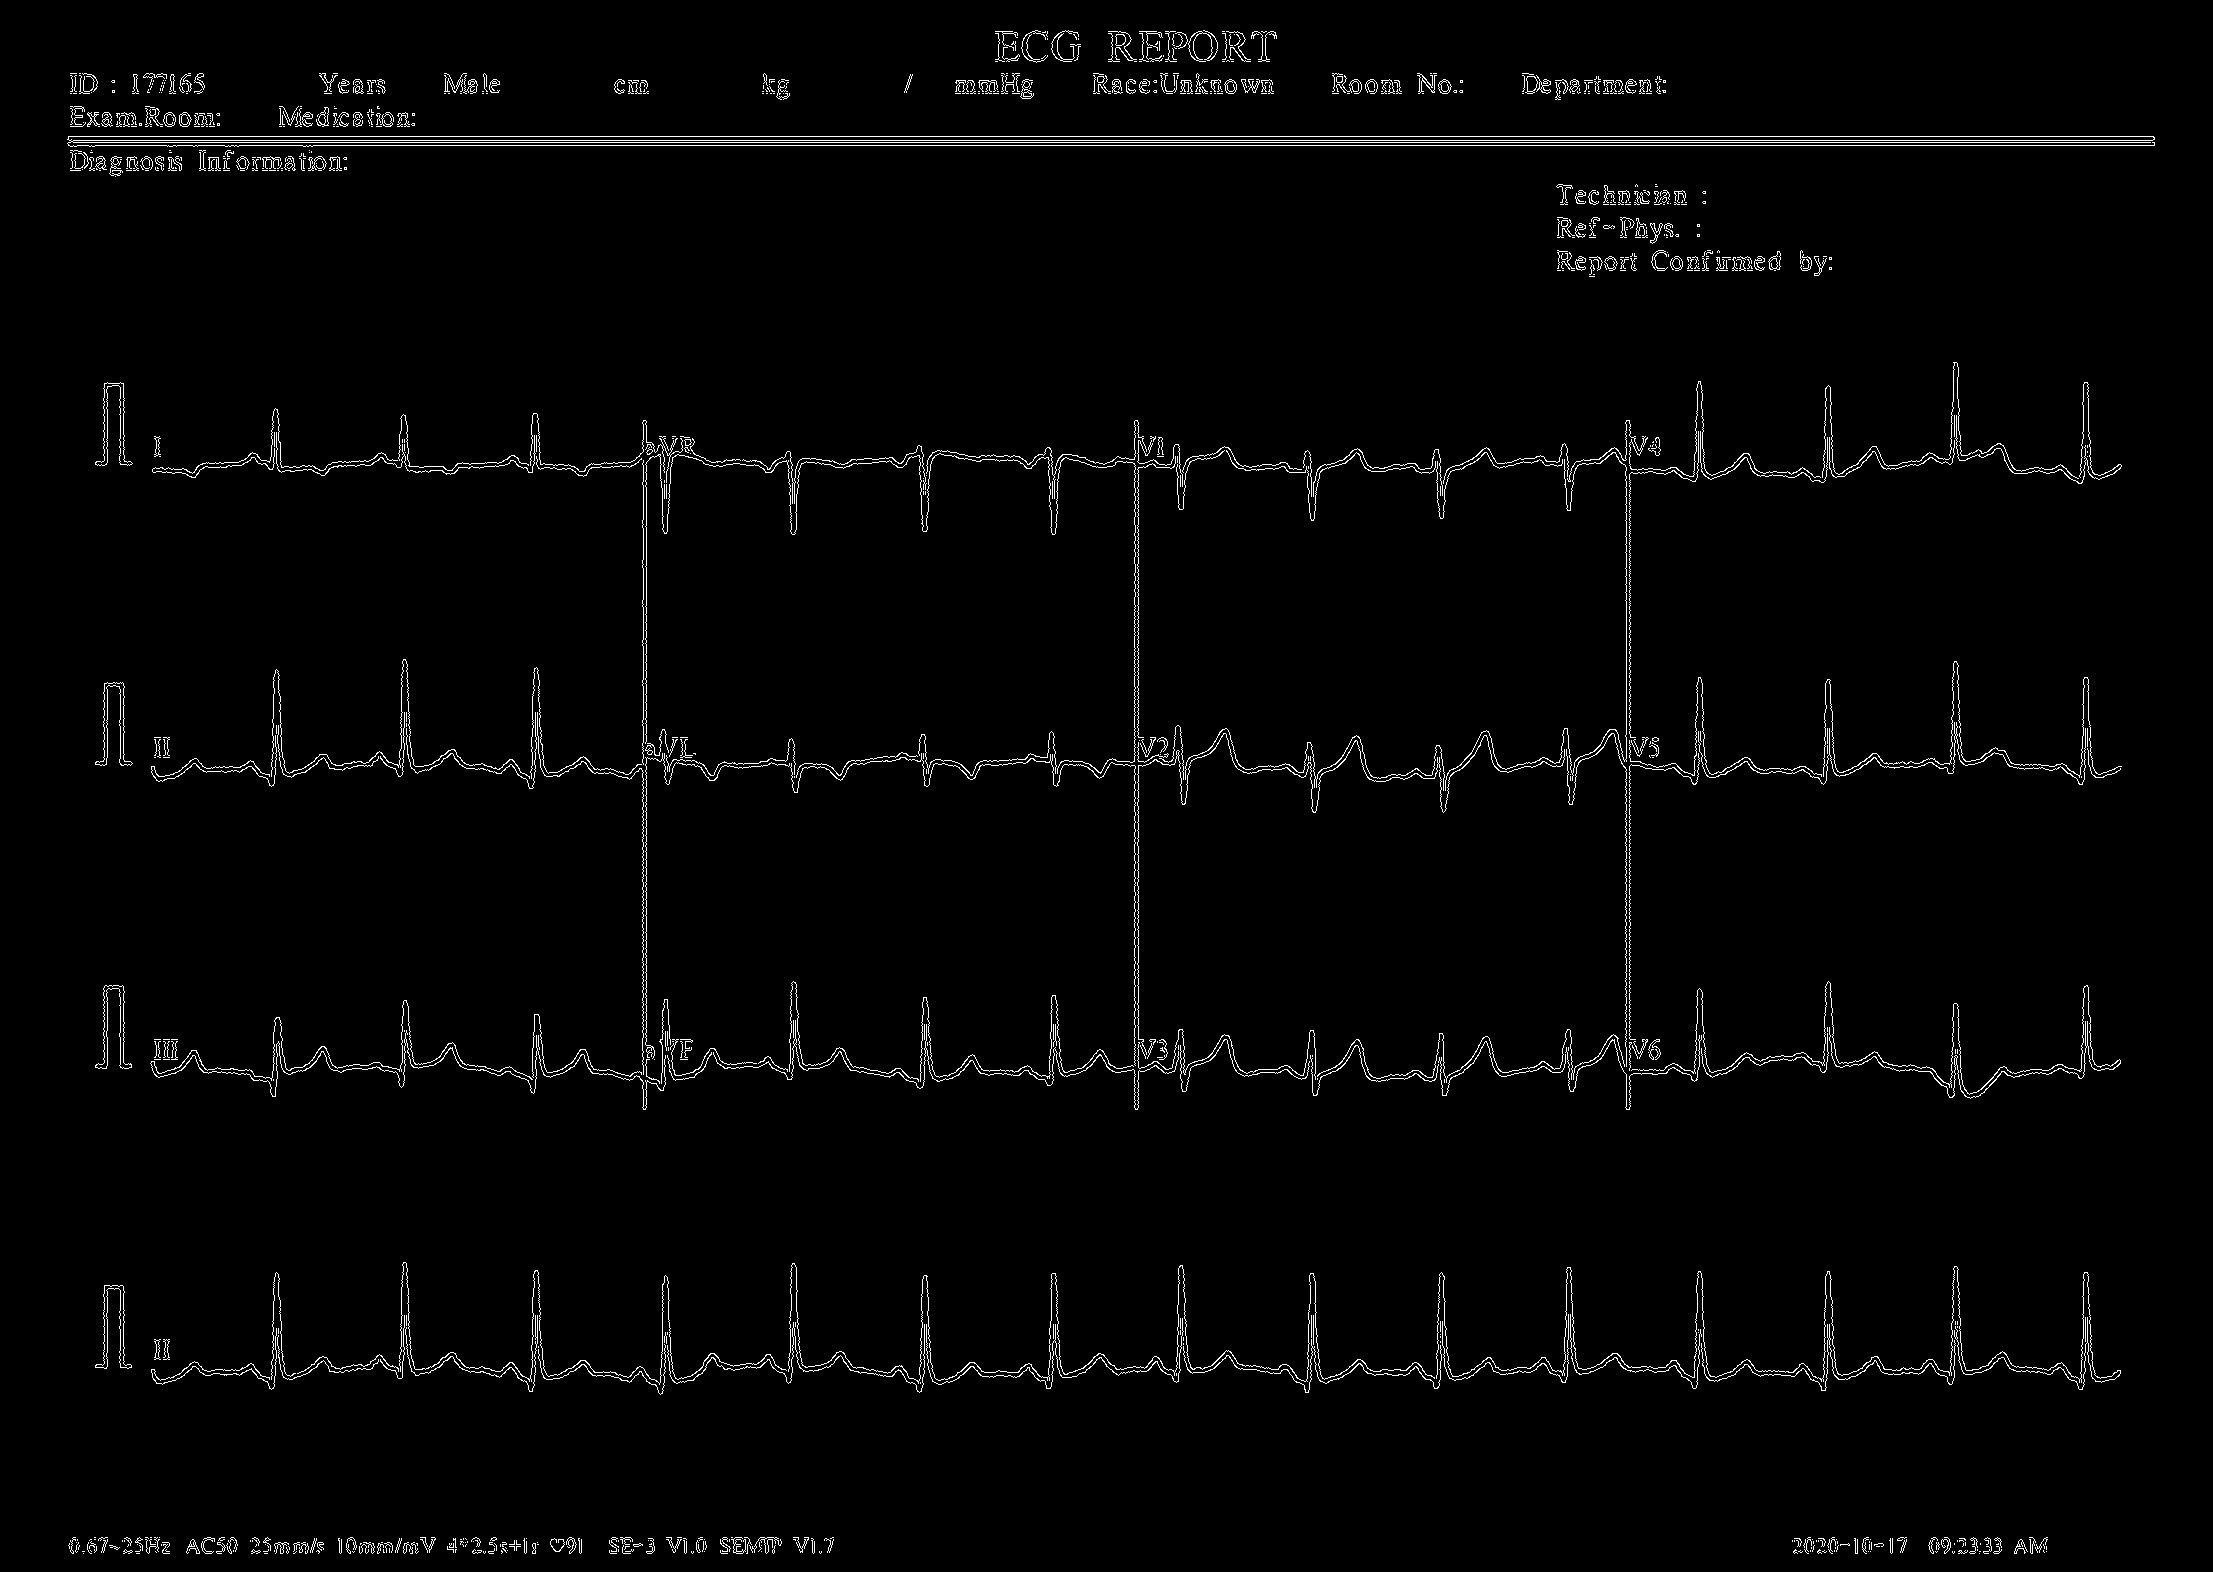 ECG REPORT
ID : 177165 Years Male cm kg / mmHg Race:Unknown Room No.: Department:
Exam.Room: Medication:
Diagnosis Information:
Technician :
Ref-Phys. :
Report Confirmed by:
I aVR V1 V4
II aVL V2 V5
III aVF V3 V6
II
0.67~25Hz AC50 25mm/s 10mm/mV 4*2.5s+1r ♡91 SE-3 V1.0 SEMIP V1.7
2020-10-17 09:23:33 AM